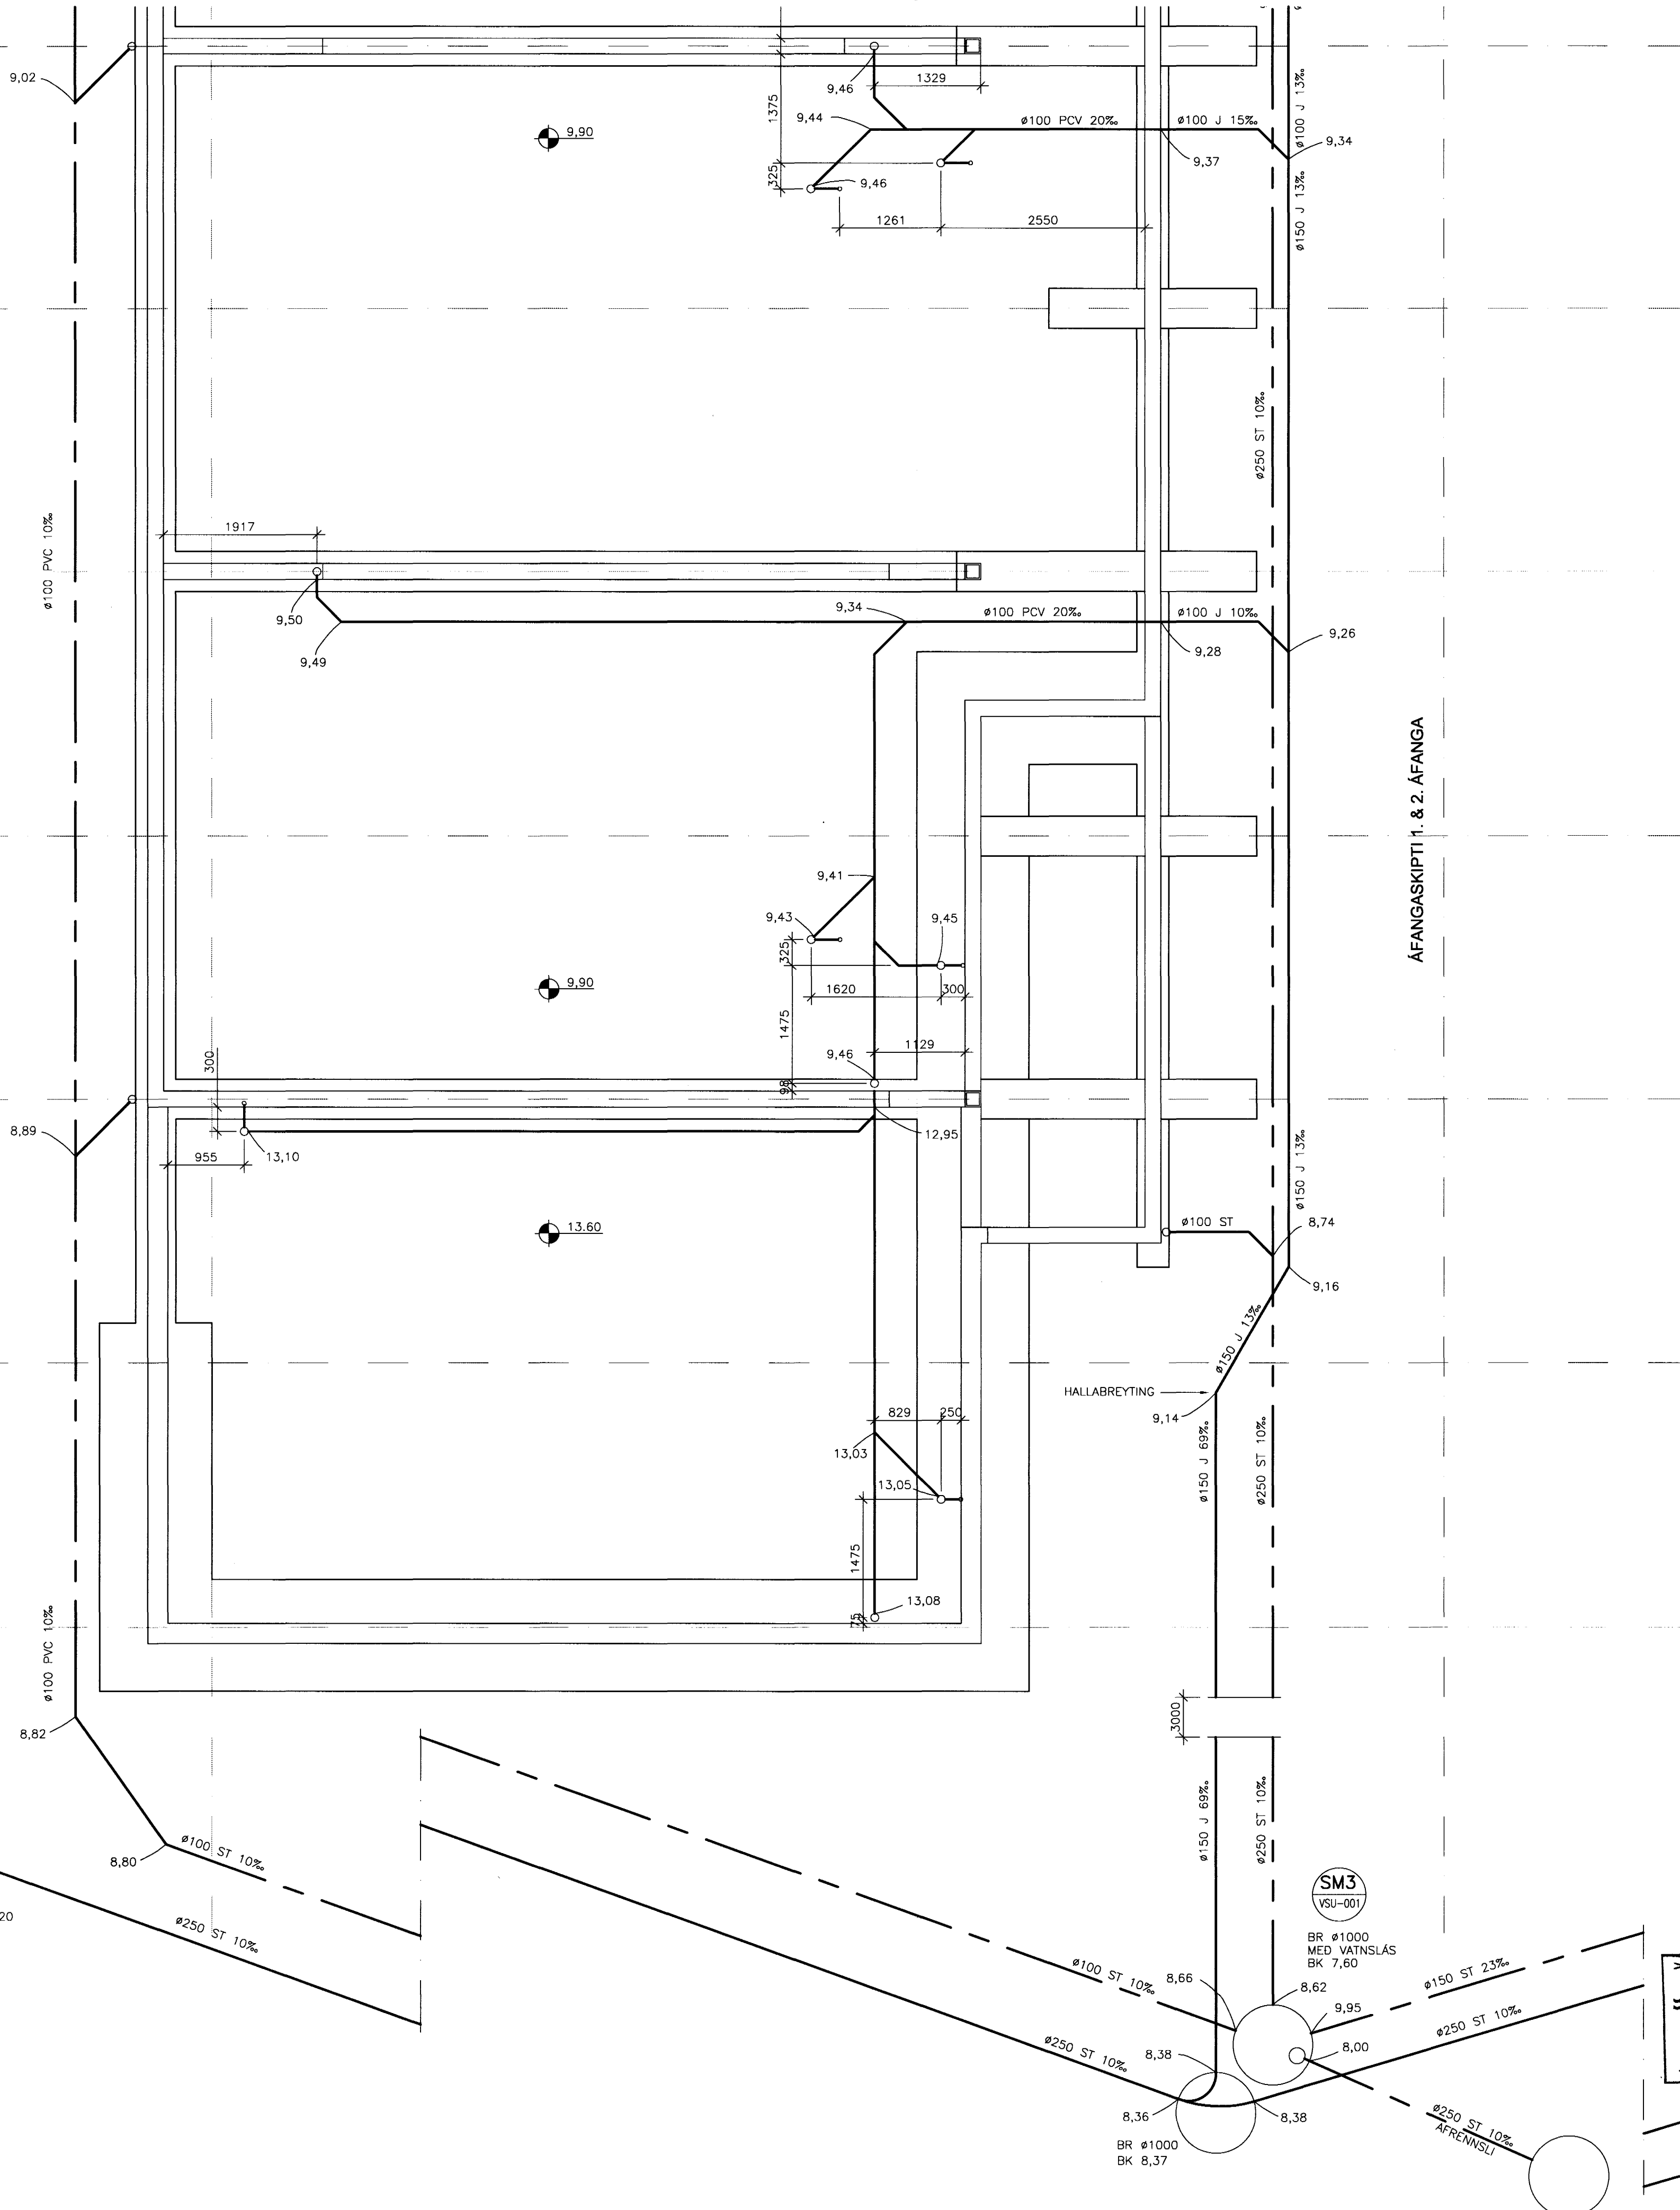 9,02
9,46
1329
1375
9,44
ø100 PCV 20‰
ø100 J 15‰
ø100 J 13‰
9,34
9,90
9,37
325
9,46
ø150 J 13‰
1261
2550
ø250 ST 10‰
1917
ø100 PVC 10‰
9,50
9,34
ø100 PCV 20‰
ø100 J 10‰
9,26
9,49
9,28
ÁFANGASKIPTI 1. & 2. ÁFANGA
9,41
9,43
9,45
325
9,90
1620
300
1475
9,46
1129
300
98
8,89
12,95
955
13,10
ø150 J 13‰
13.60
ø100 ST
8,74
9,16
ø150 J 13‰
HALLABREYTING
9,14
829
250
13,03
ø150 J 69‰
ø250 ST 10‰
13,05
1475
13,08
75
ø100 PVC 10‰
8,82
3000
ø150 J 69‰
ø250 ST 10‰
8,80
ø100 ST 10‰
SM3
VSU-001
20
ø250 ST 10‰
BR ø1000
MED VATNSLÁS
BK 7,60
ø100 ST 10‰
8,66
8,62
ø150 ST 23‰
9,95
ø250 ST 10‰
8,00
ø250 ST 10‰
8,38
8,36
8,38
BR ø1000
BK 8,37
ø250 ST 10‰
AFRENNSLI